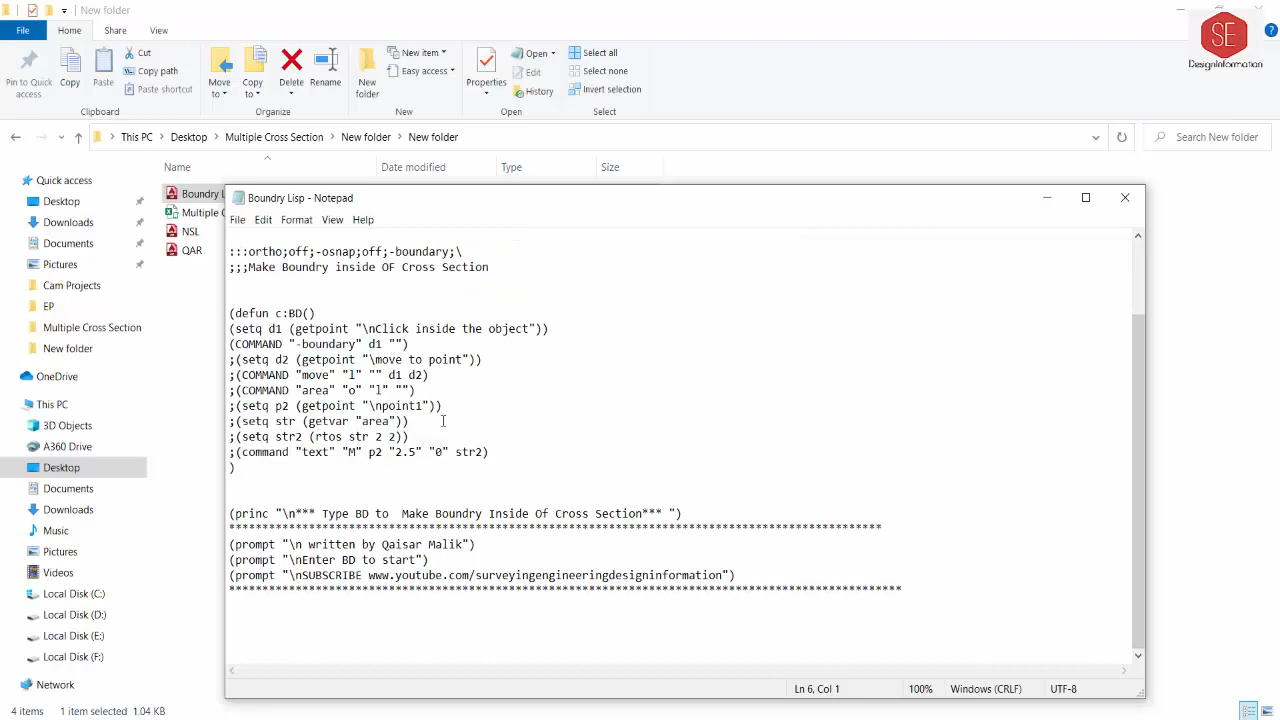 New folder
File
Home
Share
View
Pin to Quick access
Copy
Paste
Cut
Copy path
Paste shortcut
Clipboard
Move to
Copy to
Delete
Rename
Organize
New folder
New item
Easy access
New
Properties
Open
Edit
History
Open
Select all
Select none
Invert selection
Select
SE
DesignInformation
This PC
Desktop
Multiple Cross Section
New folder
New folder
Search New folder
Name
Date modified
Type
Size
Quick access
Desktop
Downloads
Documents
Pictures
Cam Projects
EP
Multiple Cross Section
New folder
OneDrive
This PC
3D Objects
A360 Drive
Desktop
Documents
Downloads
Music
Pictures
Videos
Local Disk (C:)
Local Disk (D:)
Local Disk (E:)
Local Disk (F:)
Network
Boundry L
Multiple C
NSL
QAR
Boundry Lisp - Notepad
File Edit Format View Help
:::ortho;off;-osnap;off;-boundary;\
;;;Make Boundry inside OF Cross Section
(defun c:BD()
(setq d1 (getpoint "\nClick inside the object"))
(COMMAND "-boundary" d1 "")
;(setq d2 (getpoint "\move to point"))
;(COMMAND "move" "l" "" d1 d2)
;(COMMAND "area" "o" "l" "")
;(setq p2 (getpoint "\npoint1"))
;(setq str (getvar "area"))
;(setq str2 (rtos str 2 2))
;(command "text" "M" p2 "2.5" "0" str2)
)
(princ "\n*** Type BD to  Make Boundry Inside Of Cross Section*** ")
**************************************************************************************************
(prompt "\n written by Qaisar Malik")
(prompt "\nEnter BD to start")
(prompt "\nSUBSCRIBE www.youtube.com/surveyingengineeringdesigninformation")
*****************************************************************************************************
Ln 6, Col 1
100%
Windows (CRLF)
UTF-8
4 items
1 item selected 1.04 KB